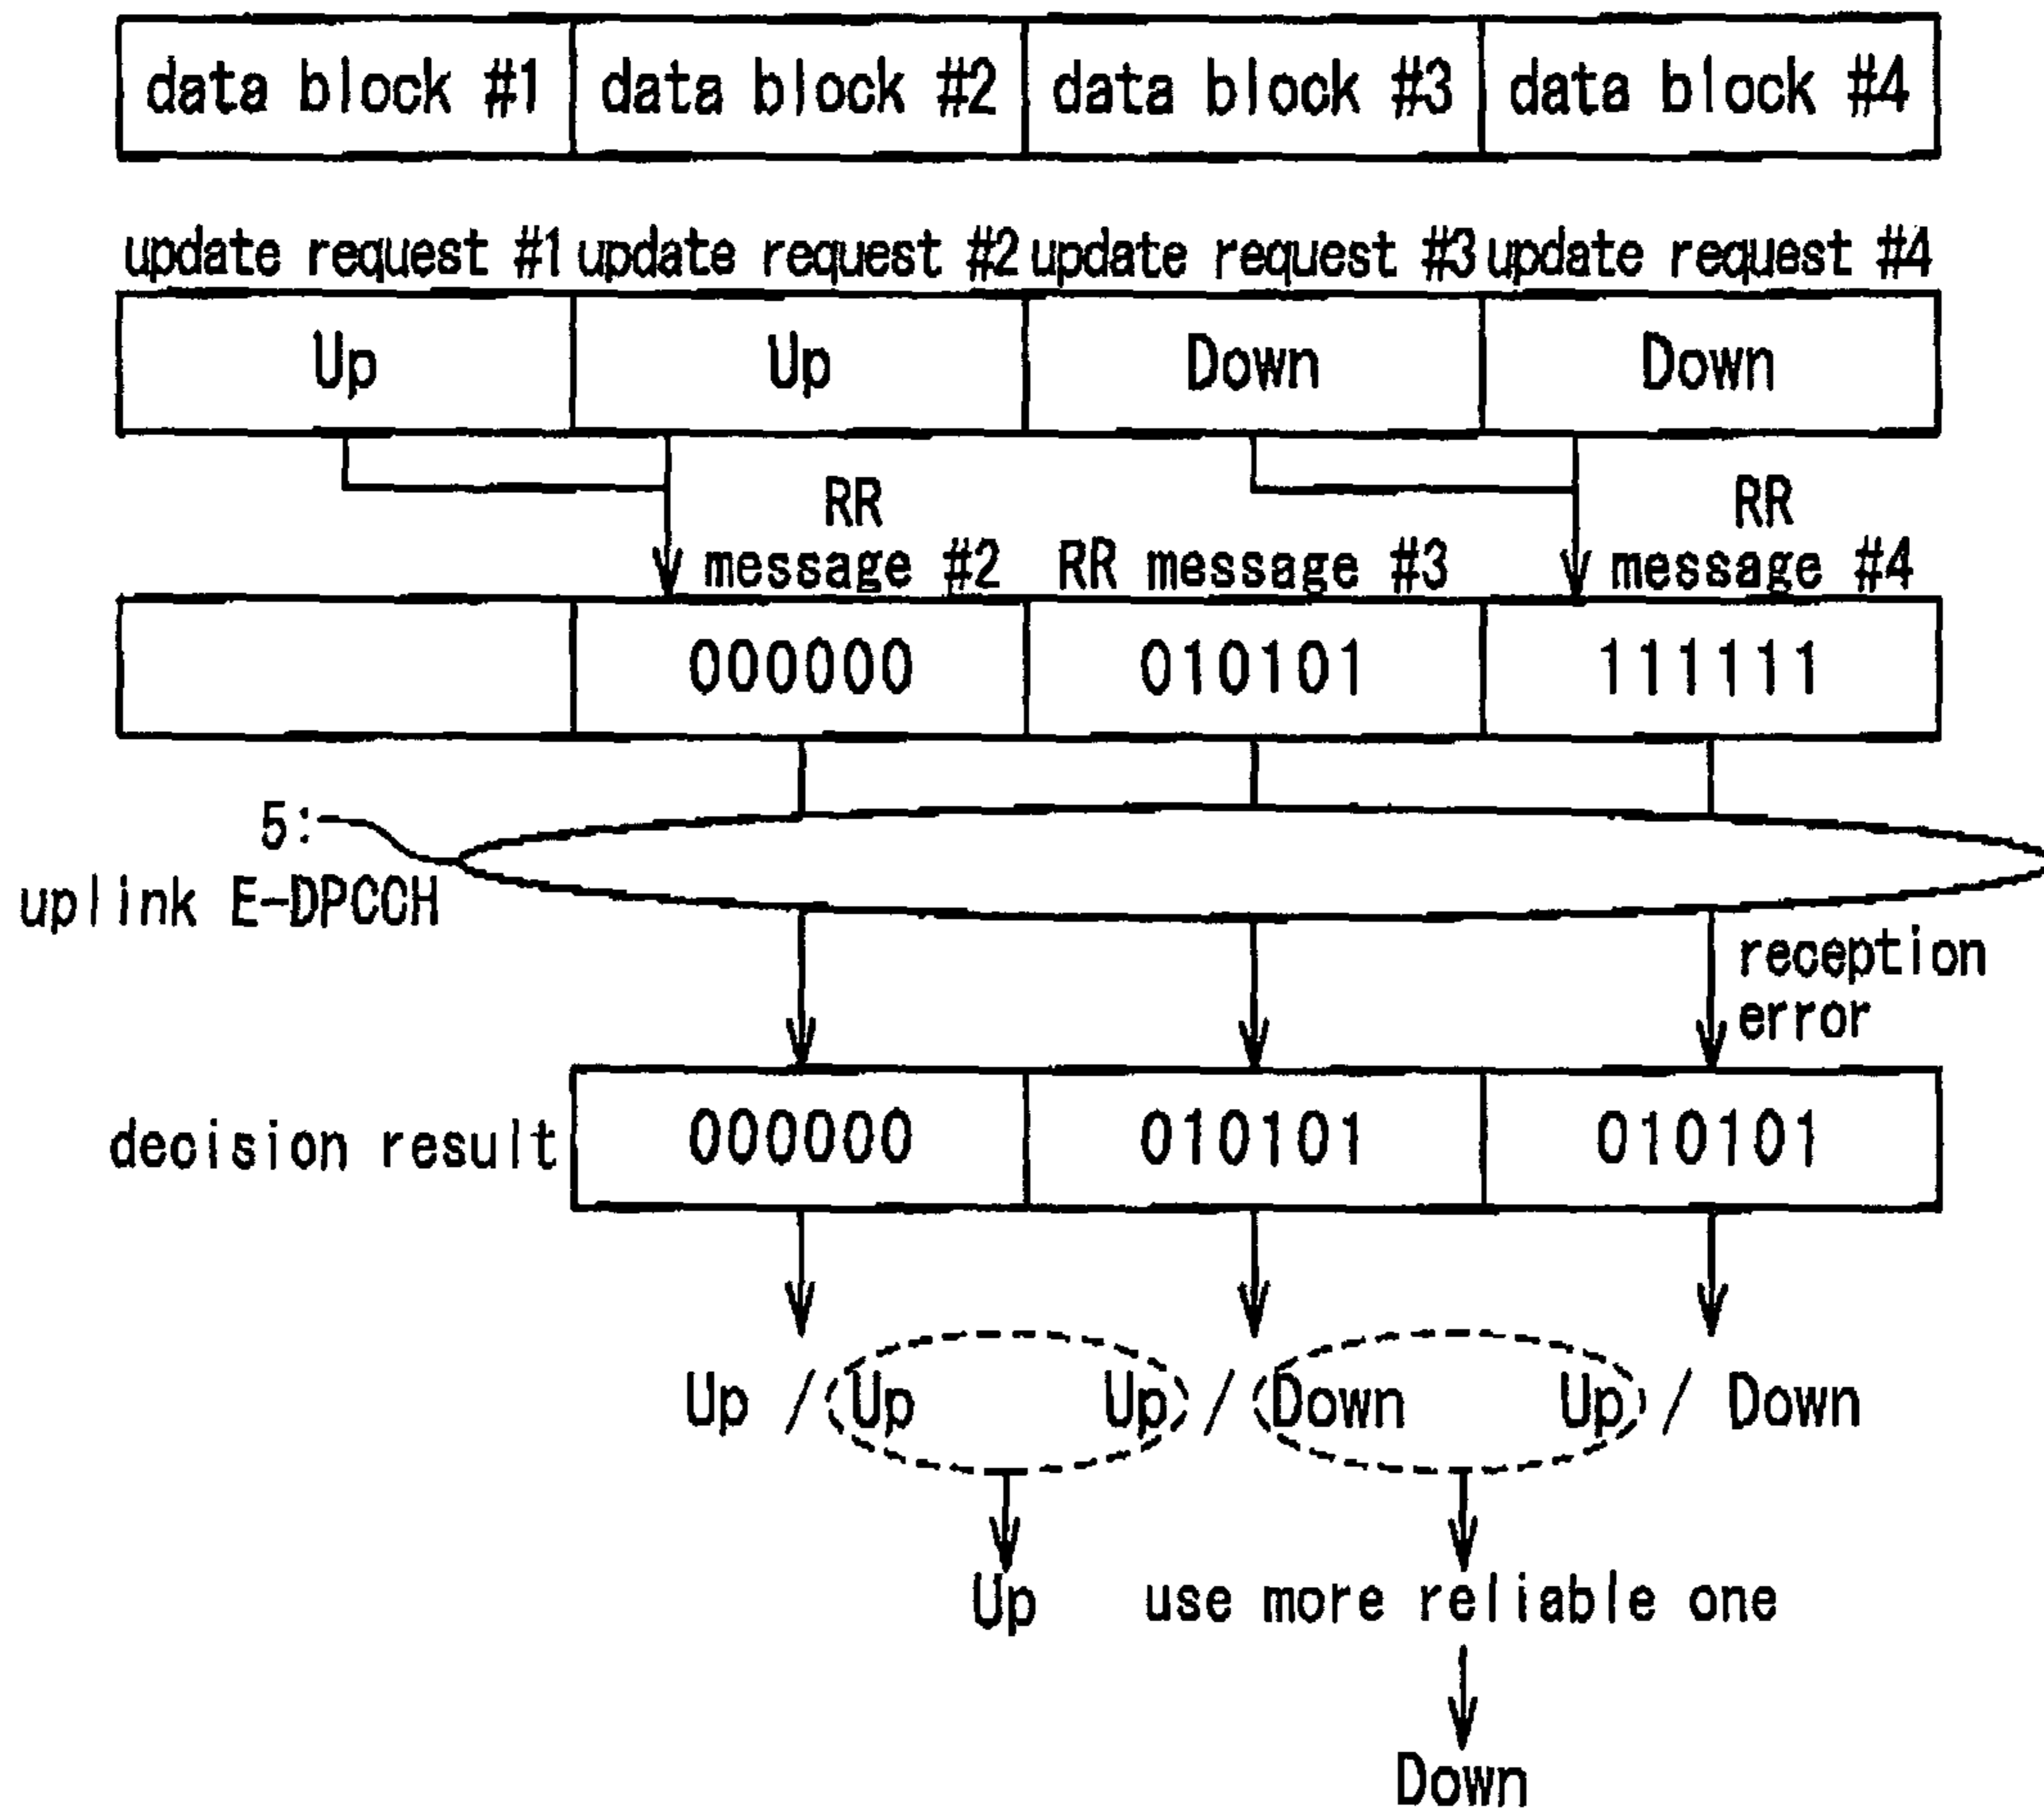 data block #1 data block #2 data block #3 data block #4
update request #1 update request #2 update request #3 update request #4
Up Up Down Down
RR RR
message #2 RR message #3 message #4
000000 010101 111111
5:
uplink E-DPCCH
reception
error
decision result 000000 010101 010101
Up / Up Up / Down Up / Down
Up use more reliable one
Down